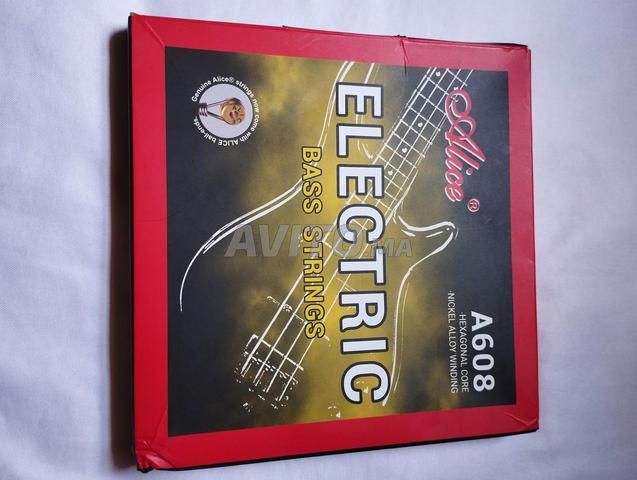 Alice®
A608
·HEXAGONAL CORE
·NICKEL ALLOY WINDING
ELECTRIC
BASS STRINGS
Genuine Alice® strings now come with ALICE ball-ends.
AVITO.MA